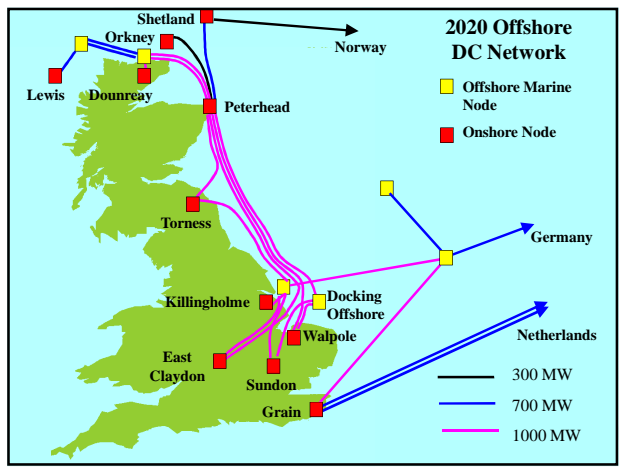 Shetland
Orkney
Norway
2020 Offshore
DC Network
Lewis
Dounreay
Peterhead
Offshore Marine
Node
Onshore Node
Torness
Germany
Killingholme
Docking
Offshore
Walpole
Netherlands
East
Claydon
Sundon
Grain
300 MW
700 MW
1000 MW